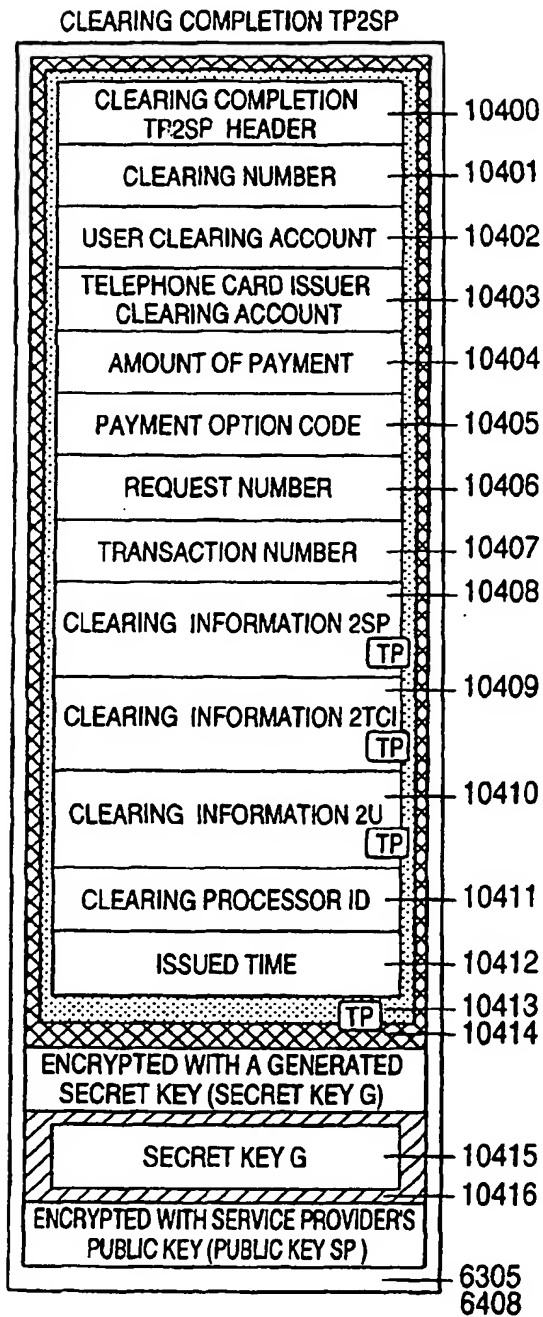 CLEARING COMPLETION TP2SP
CLEARING COMPLETION
TP2SP HEADER
10400
CLEARING NUMBER
10401
USER CLEARING ACCOUNT
10402
TELEPHONE CARD ISSUER
CLEARING ACCOUNT
10403
AMOUNT OF PAYMENT
10404
PAYMENT OPTION CODE
10405
REQUEST NUMBER
10406
TRANSACTION NUMBER
10407
10408
CLEARING INFORMATION 2SP
TP
10409
CLEARING INFORMATION 2TCI
TP
10410
CLEARING INFORMATION 2U
TP
CLEARING PROCESSOR ID
10411
ISSUED TIME
10412
TP
10413
10414
ENCRYPTED WITH A GENERATED
SECRET KEY (SECRET KEY G)
SECRET KEY G
10415
10416
ENCRYPTED WITH SERVICE PROVIDER'S
PUBLIC KEY (PUBLIC KEY SP )
6305
6408